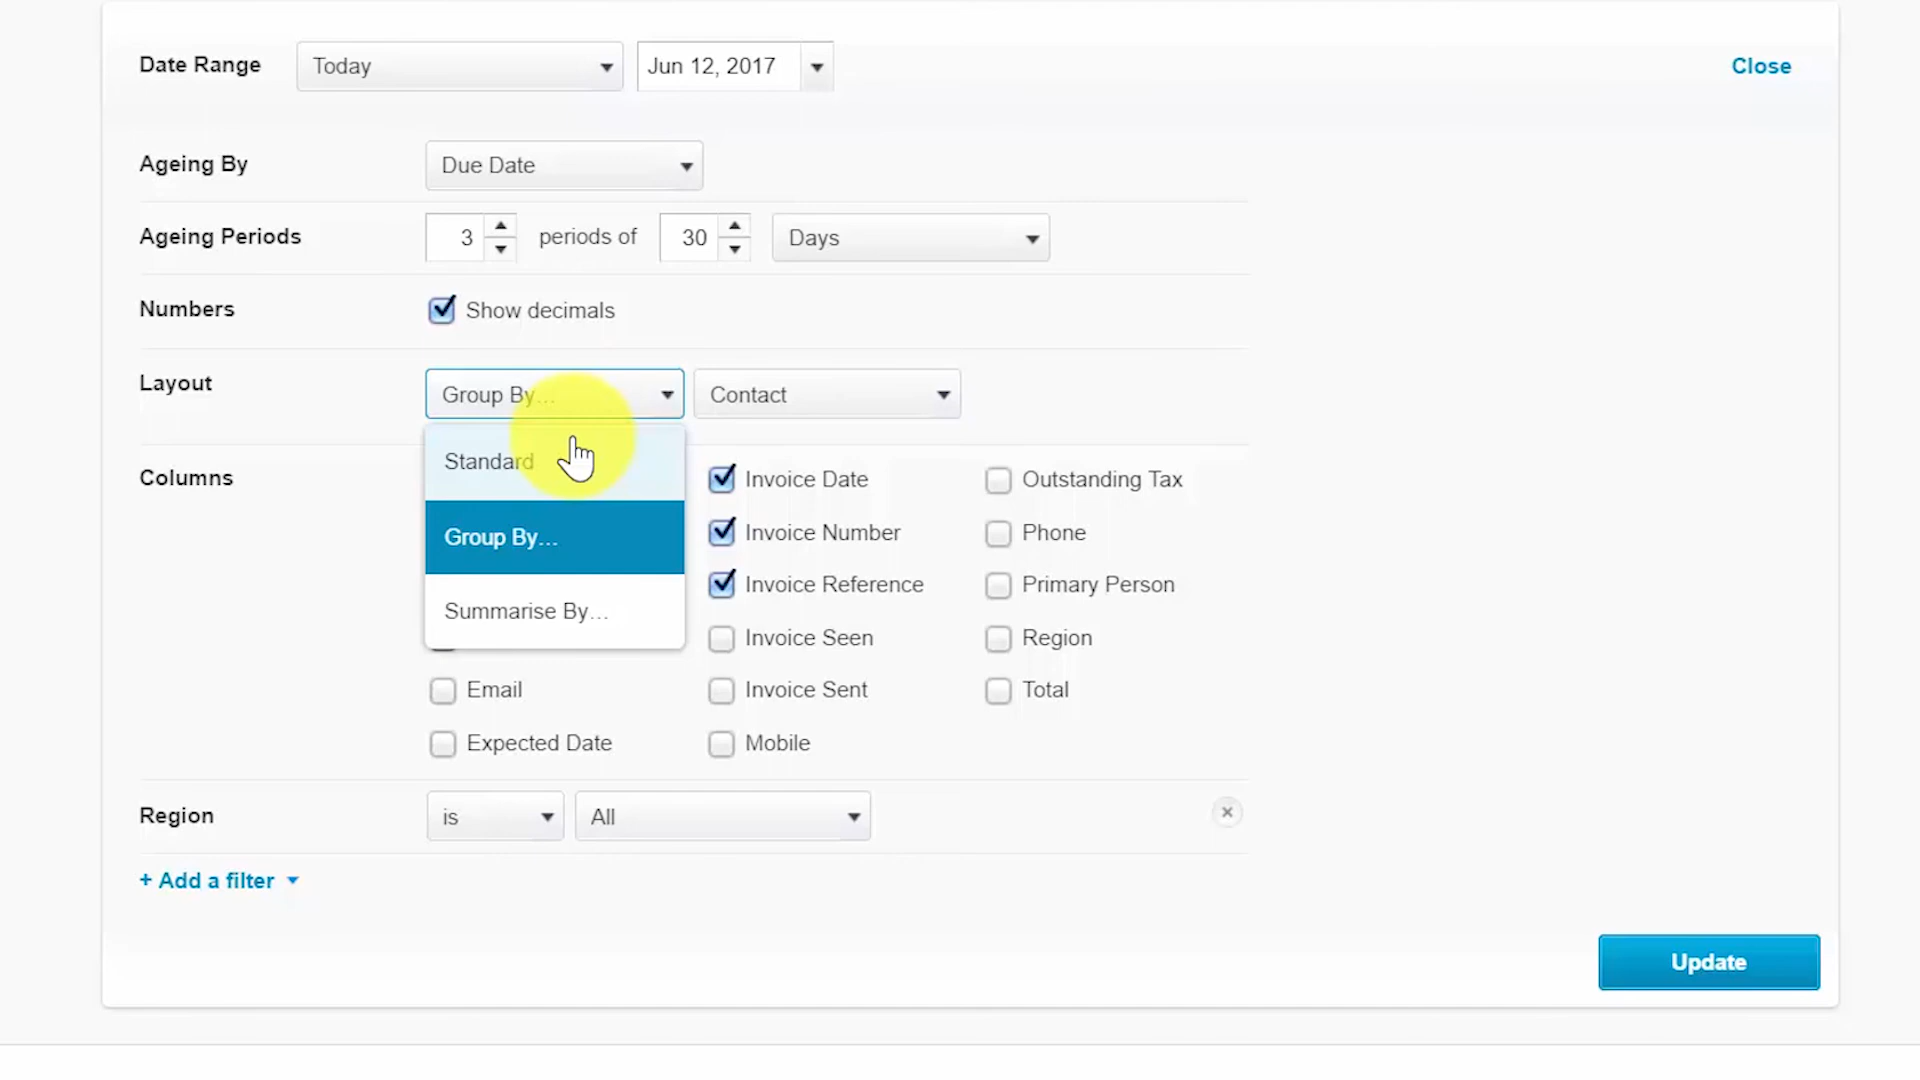 Date Range Today Jun 12, 2017 Close
Ageing By Due Date
Ageing Periods 3 periods of 30 Days
Numbers Show decimals
Layout Group By... Contact
Standard
Group By...
Summarise By...
Columns Invoice Date Outstanding Tax
Invoice Number Phone
Invoice Reference Primary Person
Invoice Seen Region
Email Invoice Sent Total
Expected Date Mobile
Region is All
+ Add a filter
Update